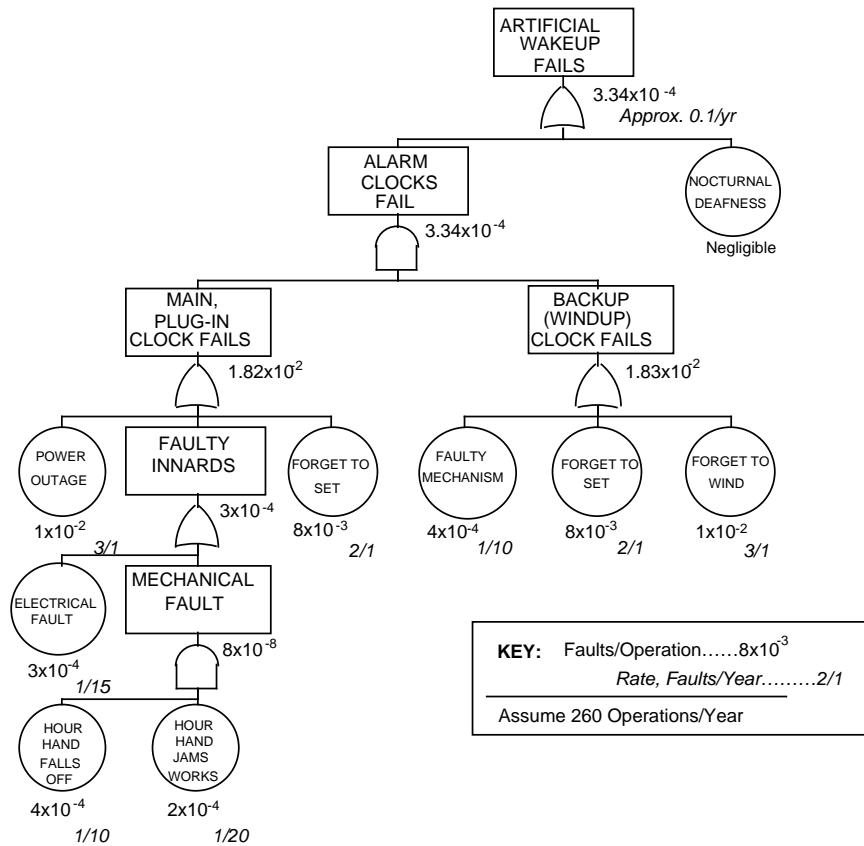 ARTIFICIAL
WAKEUP
FAILS
3.34x10⁻⁴
Approx. 0.1/yr
ALARM
CLOCKS
FAIL
3.34x10⁻⁴
NOCTURNAL
DEAFNESS
Negligible
MAIN,
PLUG-IN
CLOCK FAILS
1.82x10⁻²
BACKUP
(WINDUP)
CLOCK FAILS
1.83x10⁻²
POWER
OUTAGE
1x10⁻²
3/1
FAULTY
INNARDS
3x10⁻⁴
FORGET TO
SET
8x10⁻³
2/1
FAULTY
MECHANISM
4x10⁻⁴
1/10
FORGET TO
SET
8x10⁻³
2/1
FORGET TO
WIND
1x10⁻²
3/1
ELECTRICAL
FAULT
3x10⁻⁴
1/15
MECHANICAL
FAULT
8x10⁻⁸
HOUR
HAND
FALLS
OFF
4x10⁻⁴
1/10
HOUR
HAND
JAMS
WORKS
2x10⁻⁴
1/20
KEY: Faults/Operation......8x10⁻³
Rate, Faults/Year.........2/1
Assume 260 Operations/Year